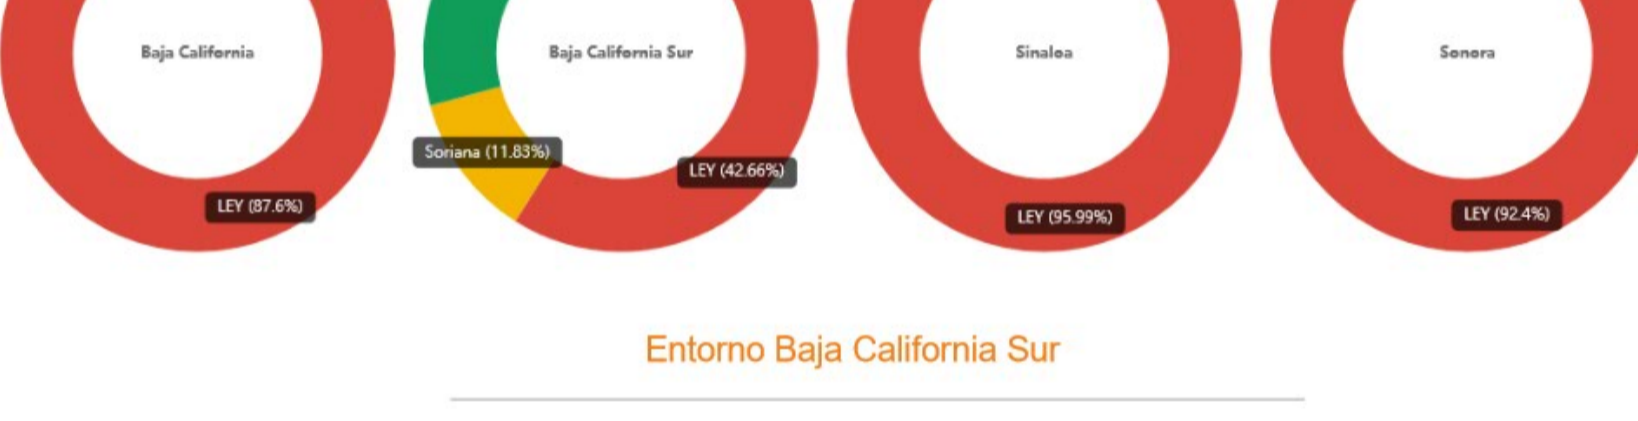 Baja California
Baja California Sur
Sinaloa
Sonora
Soriana (11.83%)
LEY (42.66%)
LEY (87.6%)
LEY (95.99%)
LEY (92.4%)
Entorno Baja California Sur